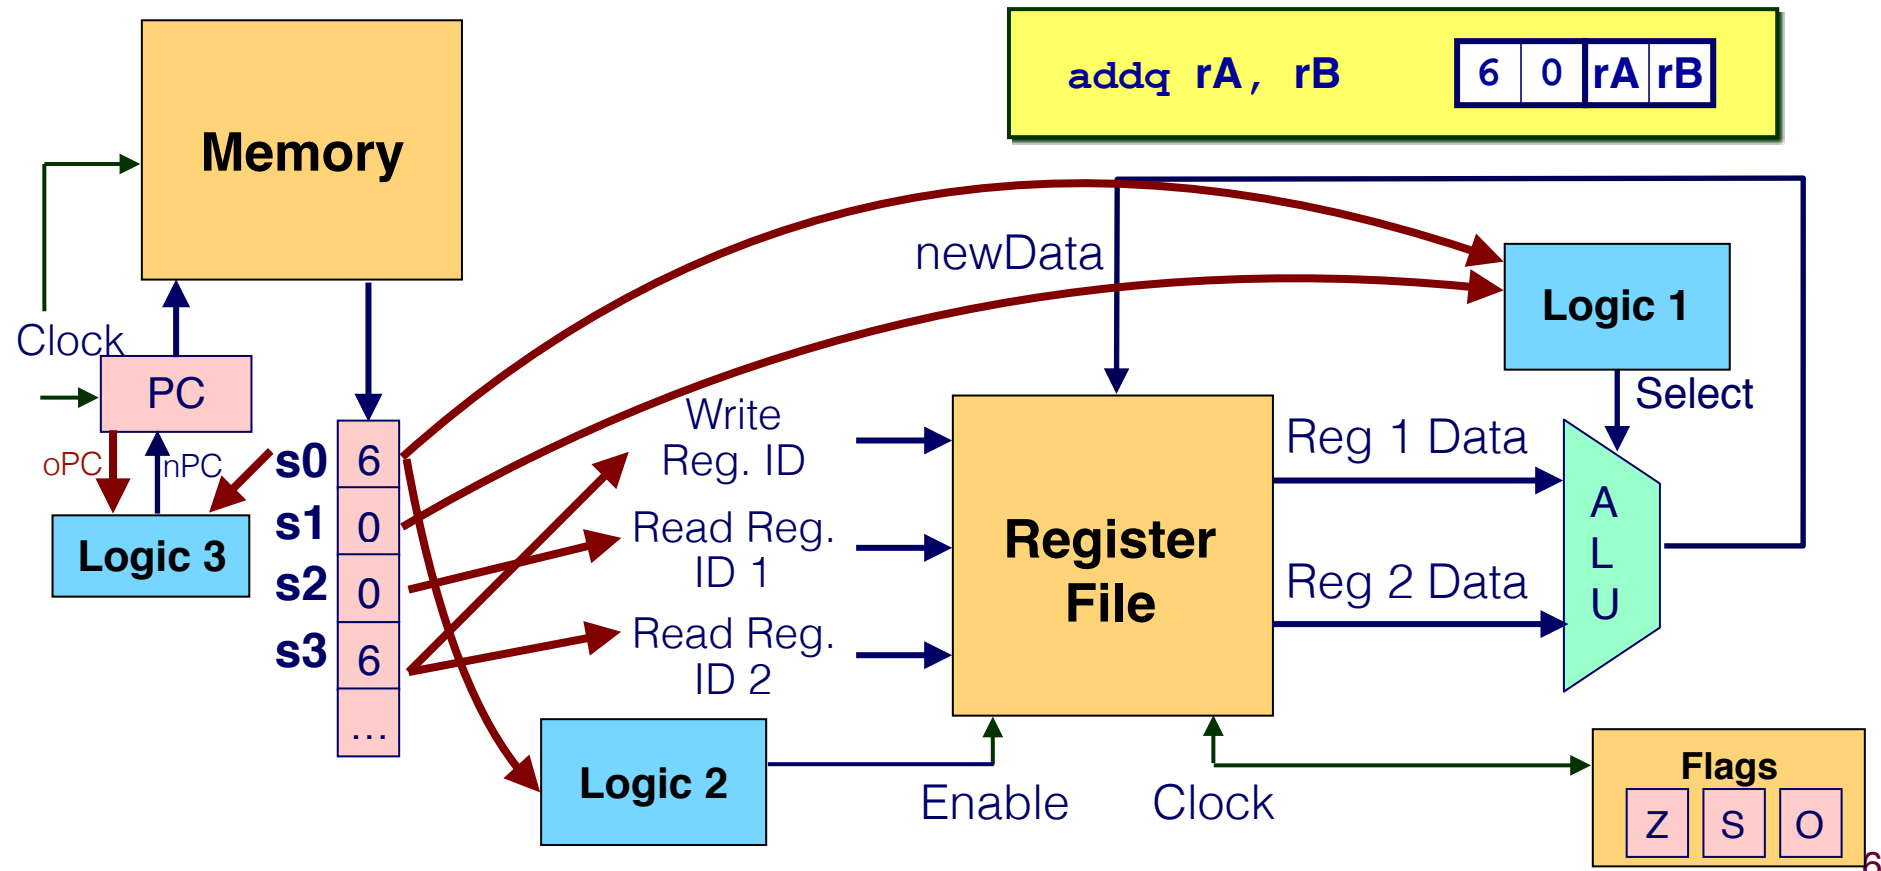 addq rA, rB
6 0 rA rB
Memory
newData
Logic 1
Clock
PC
Select
Write
Reg. ID
Reg 1 Data
oPC
nPC
s0 6
s1 0
Read Reg.
ID 1
Register
File
A
L
U
Logic 3
s2 0
Reg 2 Data
s3 6
Read Reg.
ID 2
...
Logic 2
Enable
Clock
Flags
Z S O
6